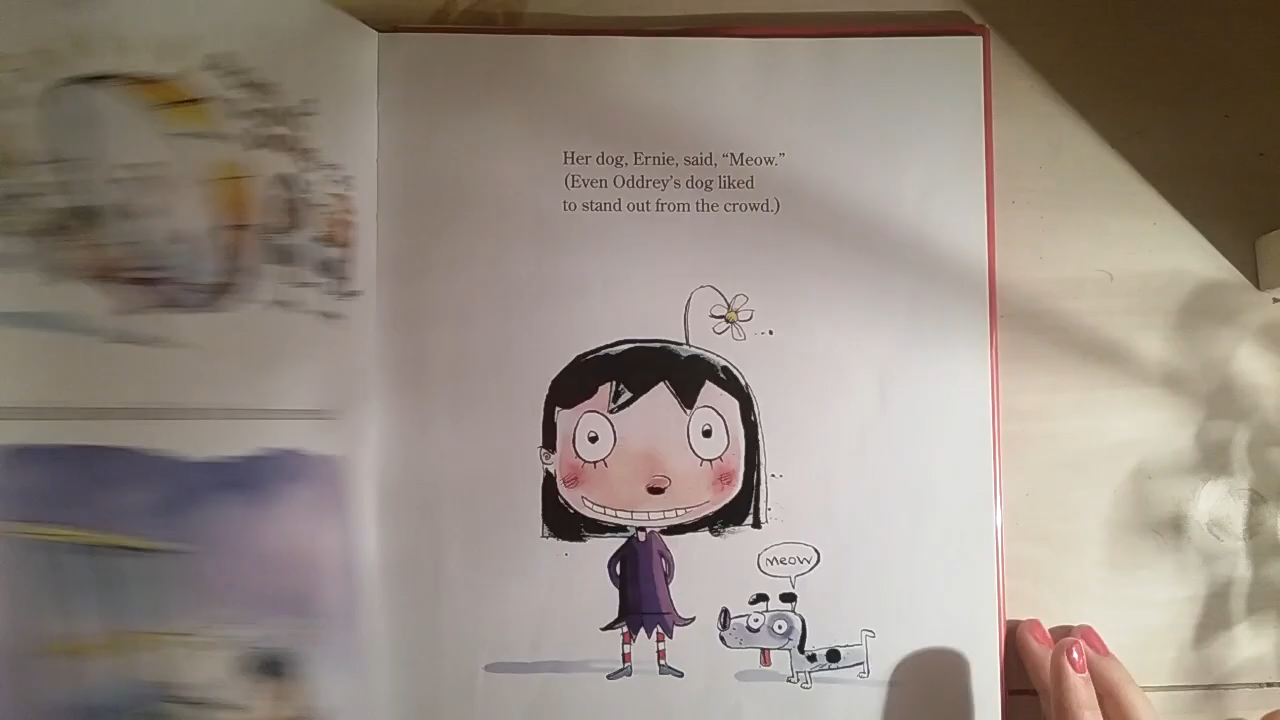 Her dog, Ernie, said, “Meow.”
(Even Oddrey’s dog liked
to stand out from the crowd.)
meow